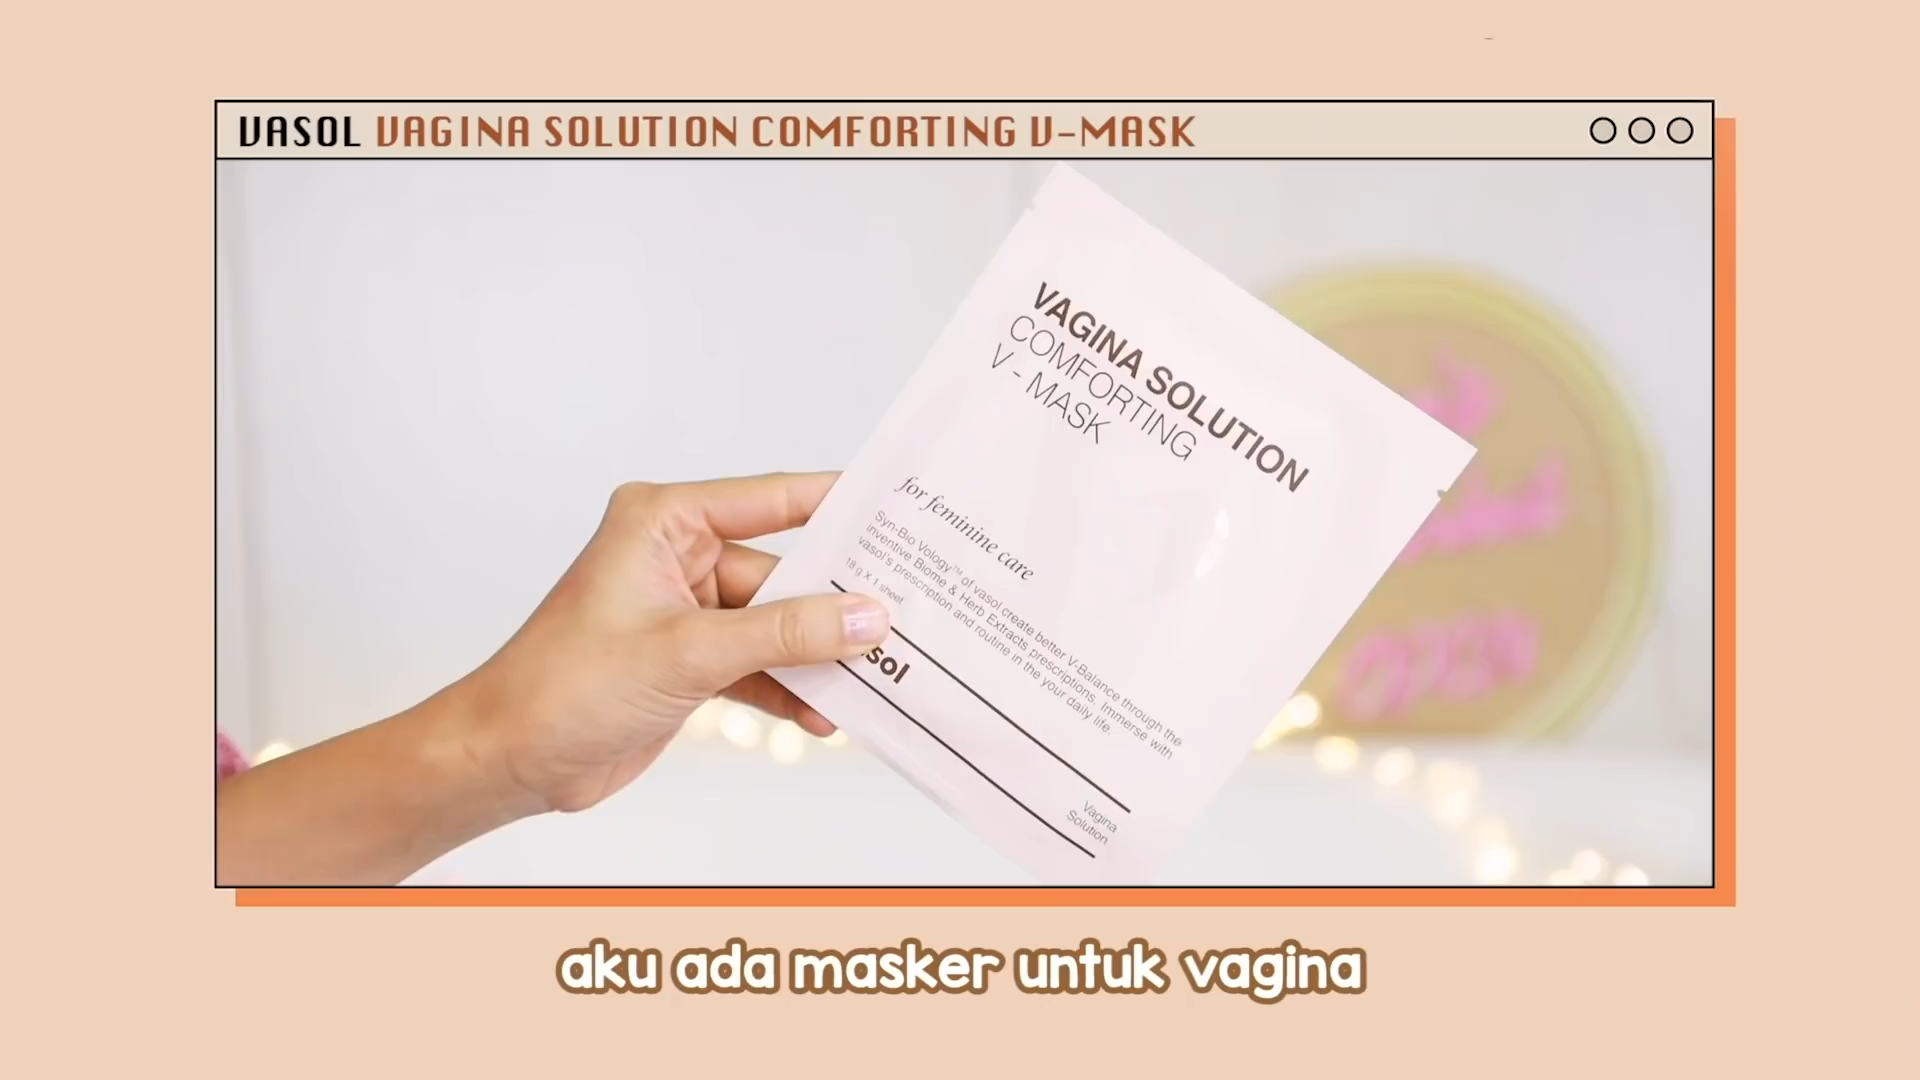 VASOL VAGINA SOLUTION COMFORTING V-MASK
VAGINA SOLUTION
COMFORTING
V - MASK
for feminine care
Syn-Bio Vology™ of vasol create better V-Balance through the
inventive Biome & Herb Extracts prescriptions. Immerse with
vasol's prescription and routine in the your daily life.
18 g X 1 sheet
sol
Vagina
Solution
aku ada masker untuk vagina